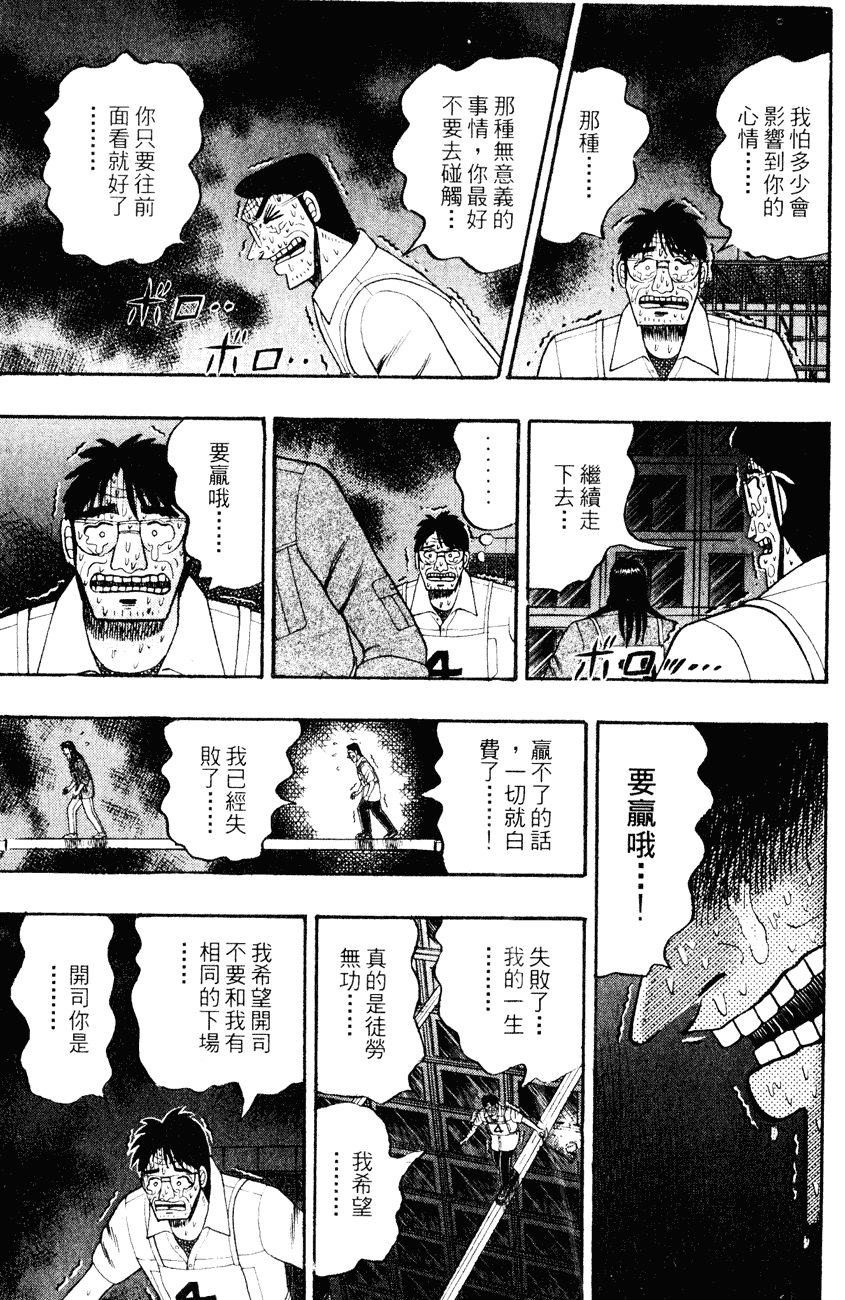 我怕多少會
影響到你的
心情……
那種……
那種無意義的
事情，你最好
不要去碰觸…
你只要往前
面看就好了
……
ボロ‥
ボロ…
繼續走
下去…
ボロ…
……
要贏哦……
要贏哦…！
贏不了的話
，一切就白
費了……！
我已經失
敗了……
失敗了…
我的一生
……
真的是徒勞
無功……
我希望
……
我希望開司
不要和我有
相同的下場
……
開司你是
……
4
4
4
1